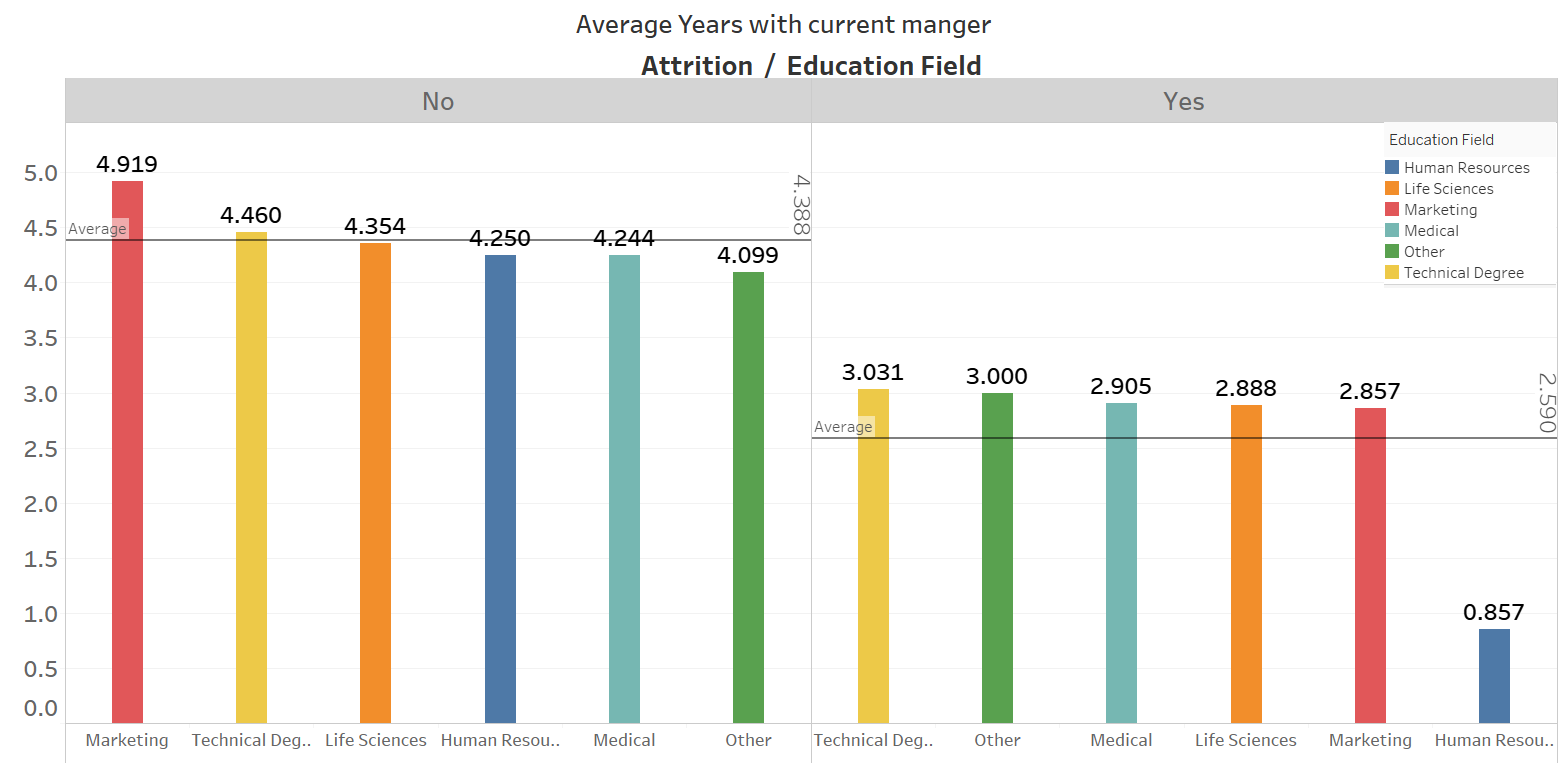 Average Years with current manger
Attrition / Education Field
No
Yes
Education Field
Human Resources
Life Sciences
Marketing
Medical
Other
Technical Degree
5.0
4.5
4.0
3.5
3.0
2.5
2.0
1.5
1.0
0.5
0.0
4.919
4.460
4.354
4.250
4.244
4.099
Average
4.388
3.031
3.000
2.905
2.888
2.857
0.857
Average
2.590
Marketing
Technical Deg..
Life Sciences
Human Resou..
Medical
Other
Technical Deg..
Other
Medical
Life Sciences
Marketing
Human Resou..